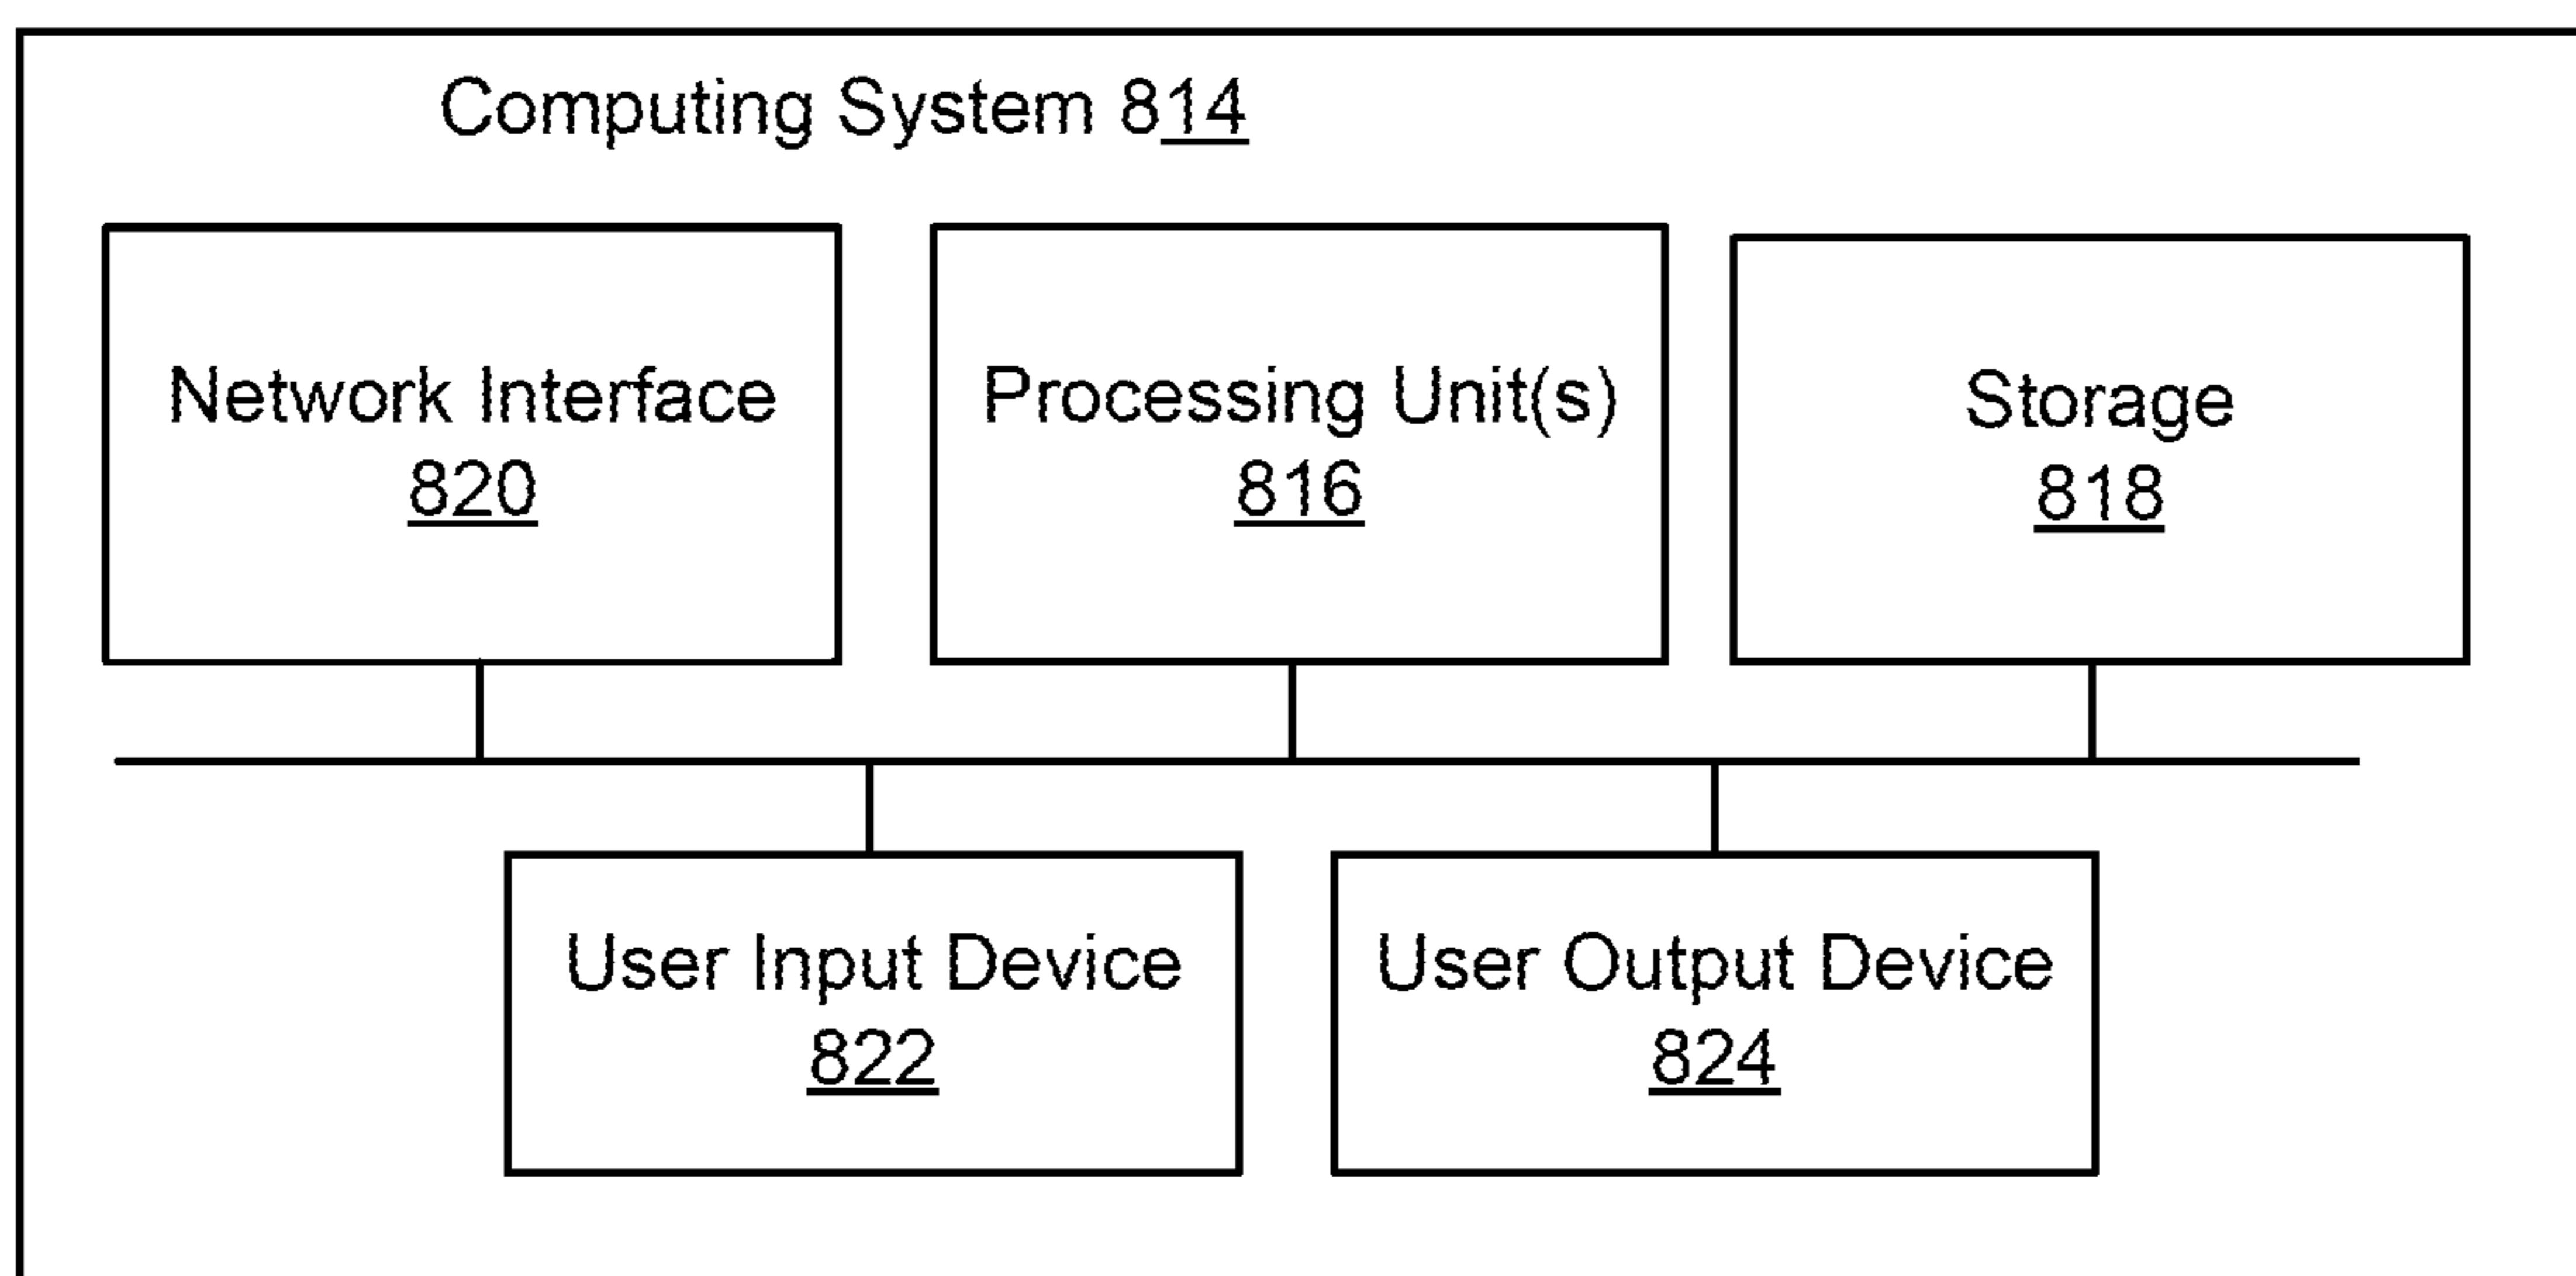 Computing System 814
Network Interface
820
Processing Unit(s)
816
Storage
818
User Input Device
822
User Output Device
824